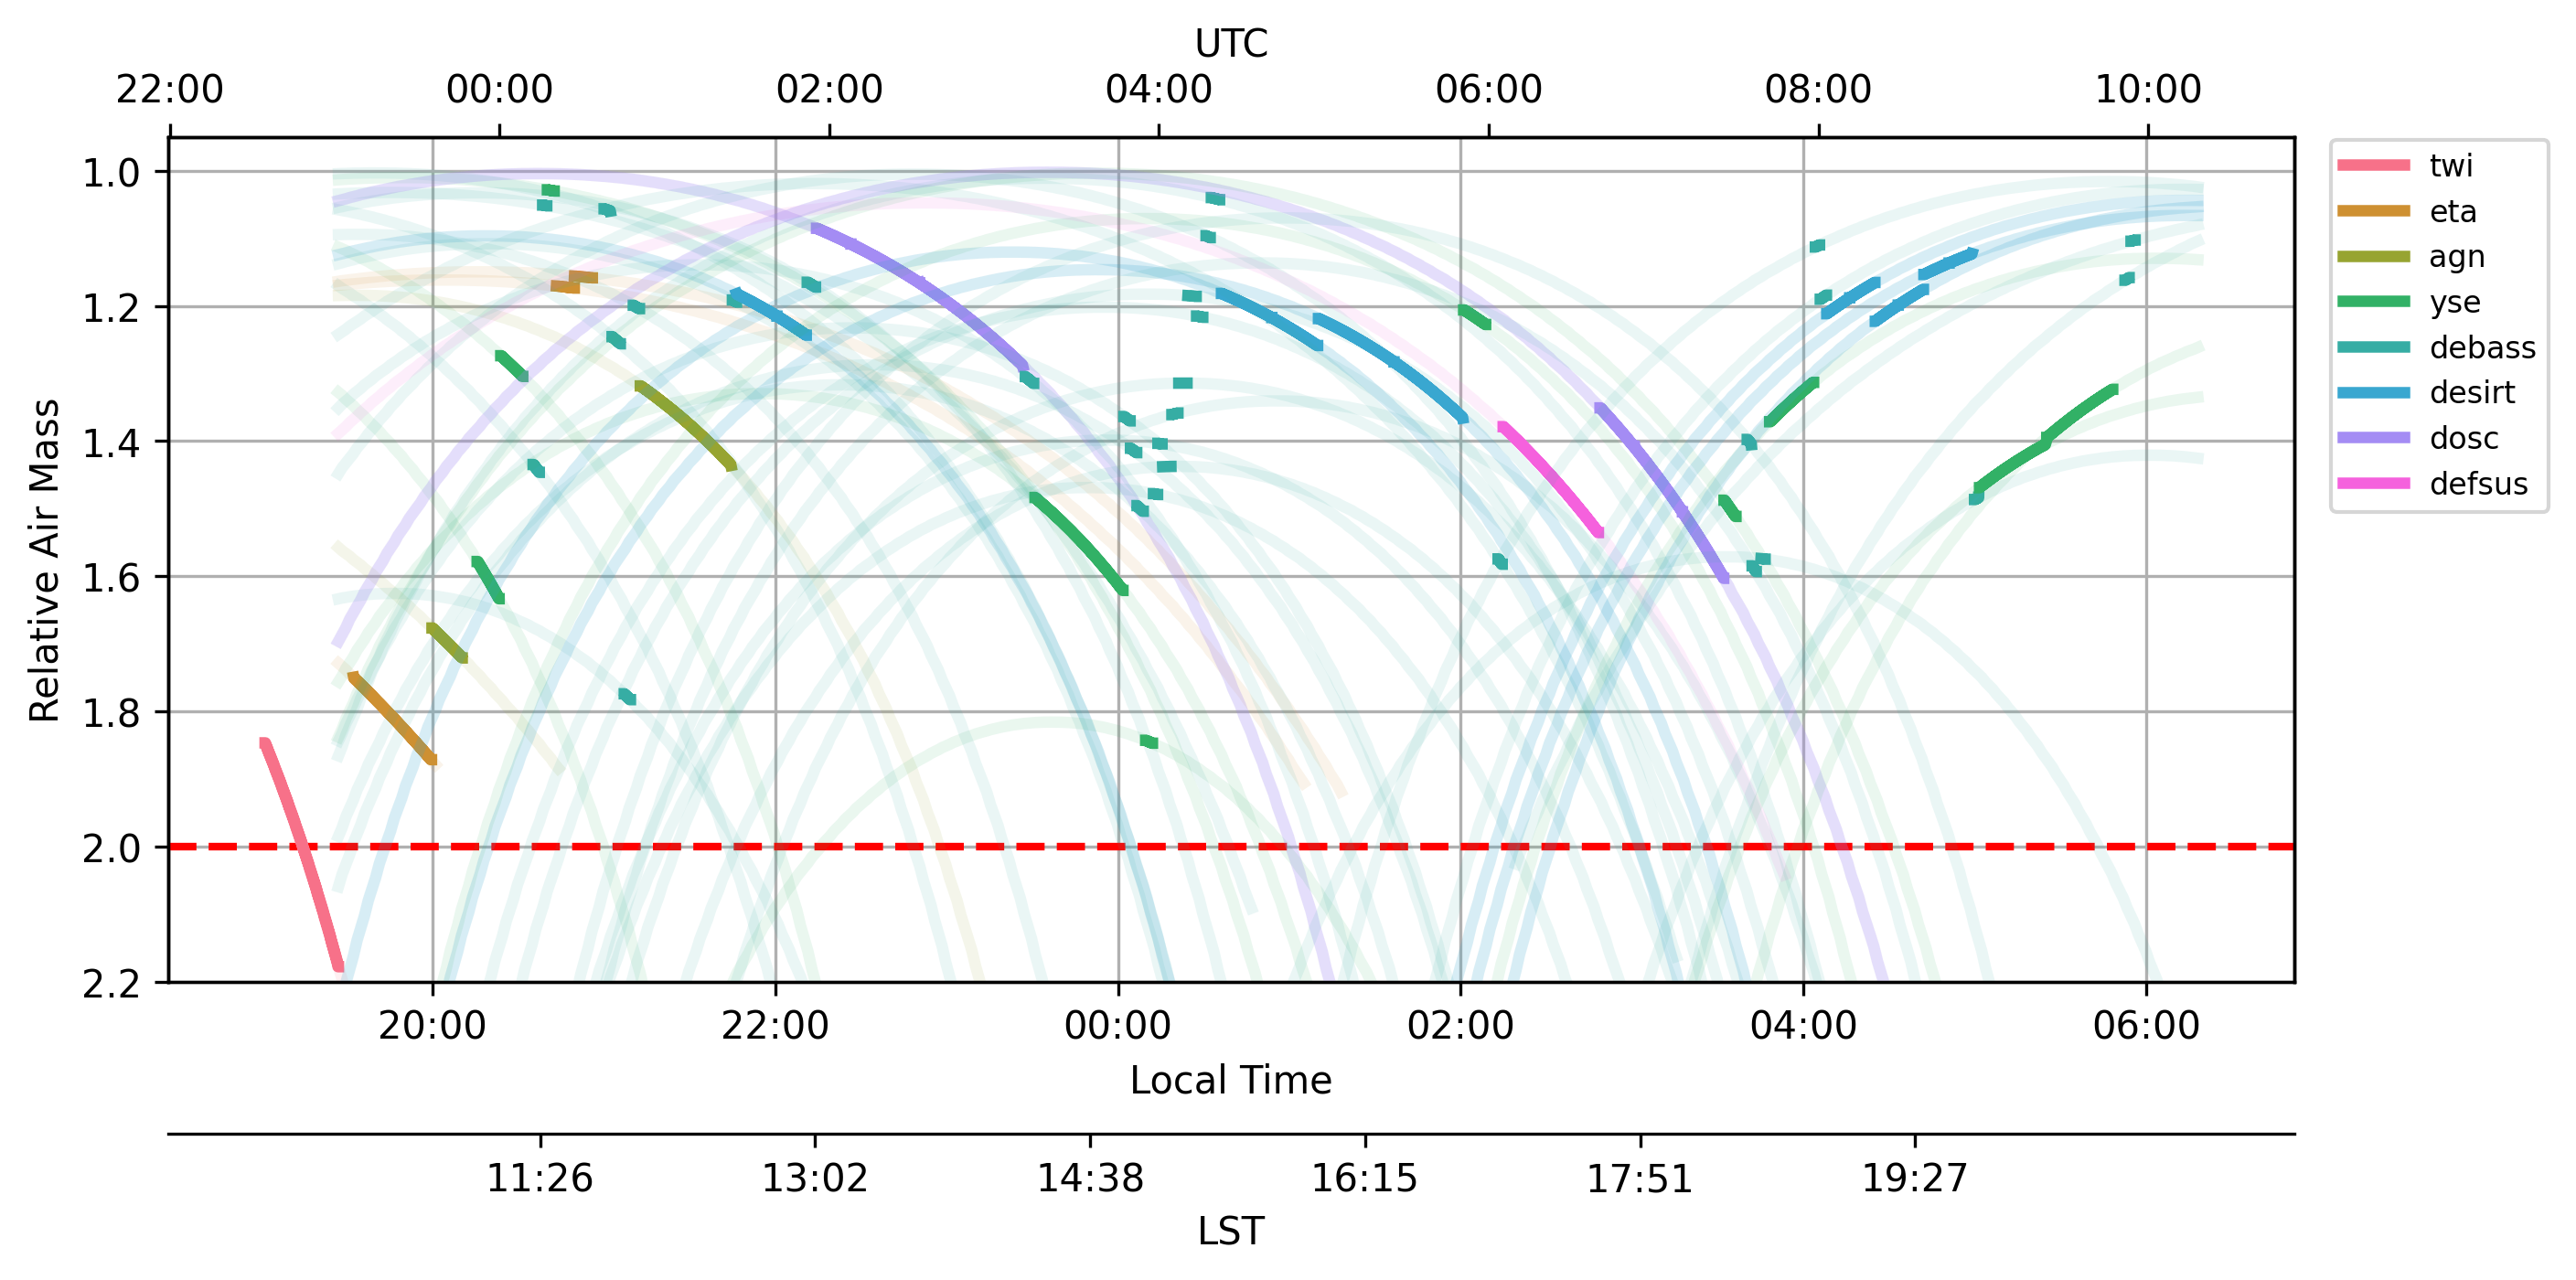 UTC
22:00 00:00 02:00 04:00 06:00 08:00 10:00
Relative Air Mass
1.0
1.2
1.4
1.6
1.8
2.0
2.2
twi
eta
agn
yse
debass
desirt
dosc
defsus
20:00 22:00 00:00 02:00 04:00 06:00
Local Time
11:26 13:02 14:38 16:15 17:51 19:27
LST